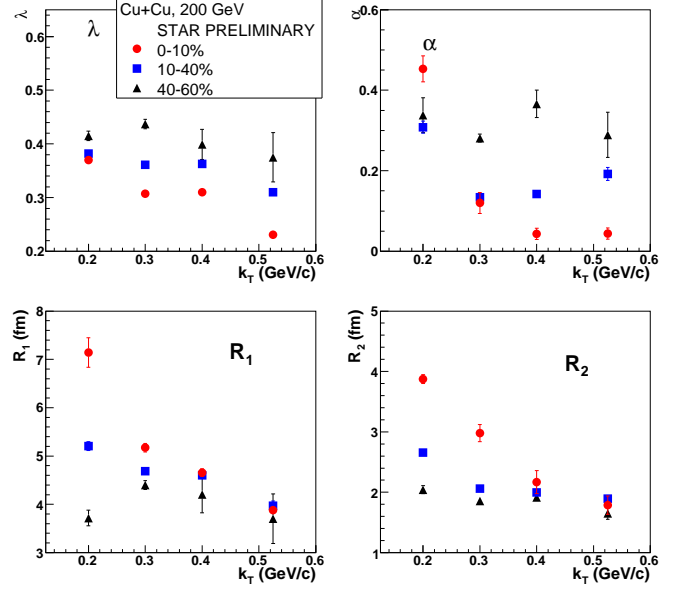 λ
λ
Cu+Cu, 200 GeV
STAR PRELIMINARY
0-10%
10-40%
40-60%
0.6
0.5
0.4
0.3
0.2
0.2 0.3 0.4 0.5 0.6
k_T (GeV/c)
α
α
0.6
0.4
0.2
0
0.2 0.3 0.4 0.5 0.6
k_T (GeV/c)
R_1 (fm)
R_1
8
7
6
5
4
3
0.2 0.3 0.4 0.5 0.6
k_T (GeV/c)
R_2 (fm)
R_2
5
4
3
2
1
0.2 0.3 0.4 0.5 0.6
k_T (GeV/c)